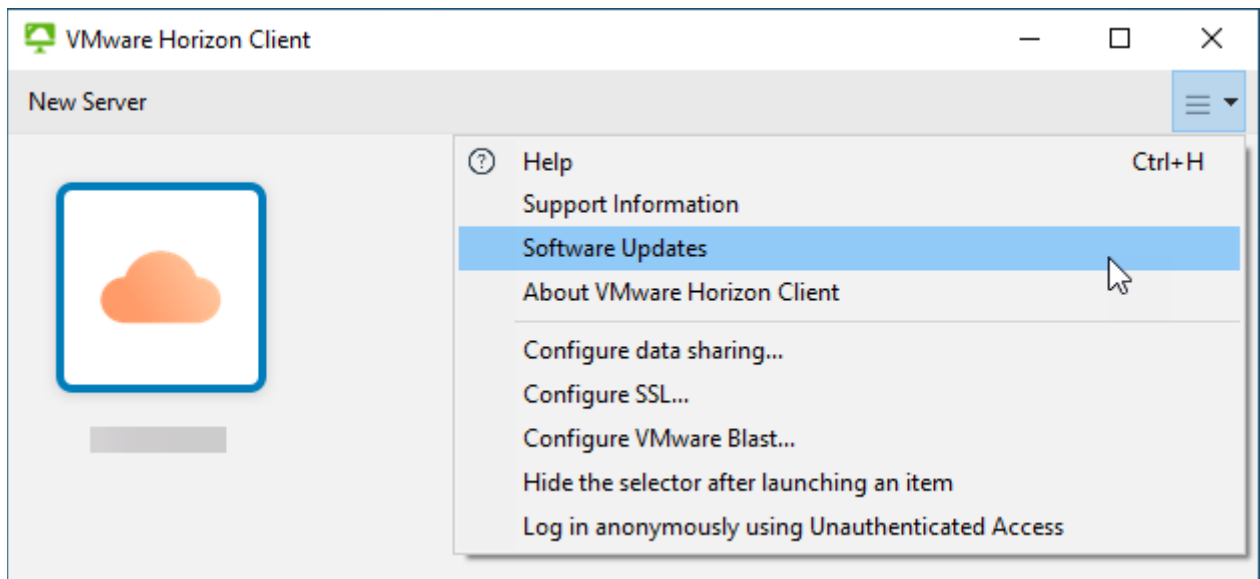 VMware Horizon Client
New Server
Help Ctrl+H
Support Information
Software Updates
About VMware Horizon Client
Configure data sharing...
Configure SSL...
Configure VMware Blast...
Hide the selector after launching an item
Log in anonymously using Unauthenticated Access